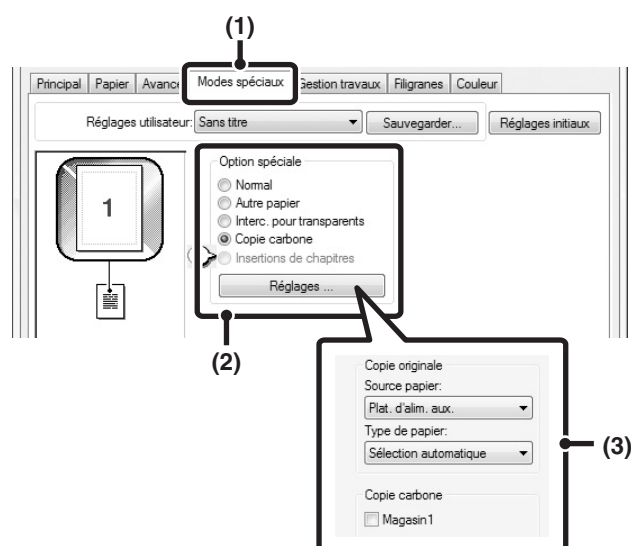 (1)
Principal Papier Avancé Modes spéciaux Gestion travaux Filigranes Couleur
Réglages utilisateur: Sans titre Sauvegarder... Réglages initiaux
1
Option spéciale
Normal
Autre papier
Interc. pour transparents
Copie carbone
Insertions de chapitres
Réglages ...
(2)
Copie originale
Source papier:
Plat. d'alim. aux.
Type de papier:
Sélection automatique
(3)
Copie carbone
Magasin1